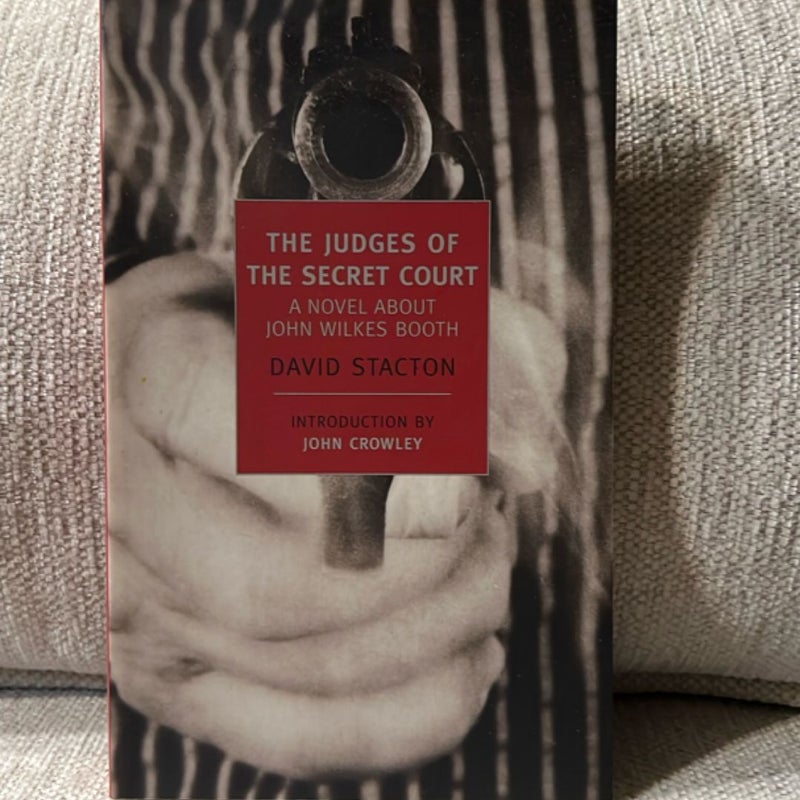 THE JUDGES OF
THE SECRET COURT
A NOVEL ABOUT
JOHN WILKES BOOTH
DAVID STACTON
INTRODUCTION BY
JOHN CROWLEY